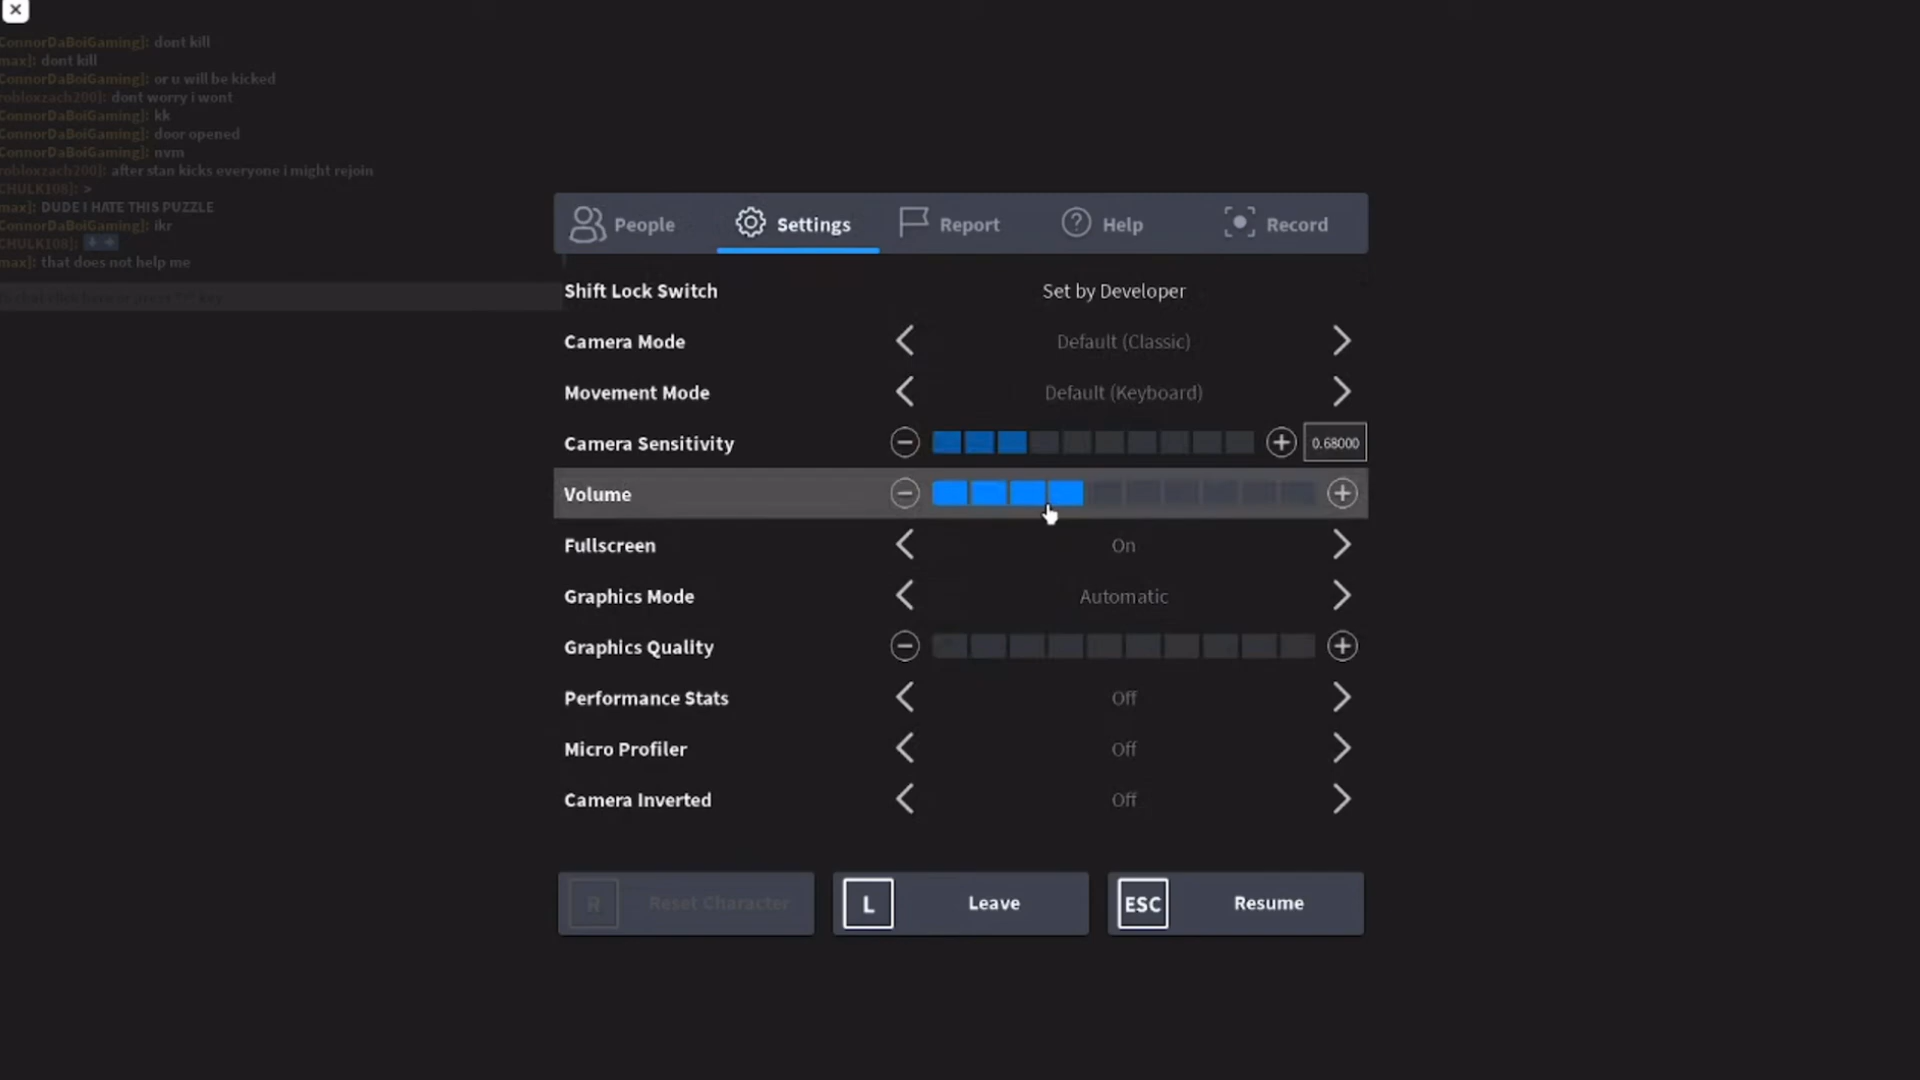 ConnorDaBoiGaming]: dont kill
max]: dont kill
ConnorDaBoiGaming]: or u will be kicked
robloxzach200]: dont worry i wont
ConnorDaBoiGaming]: kk
ConnorDaBoiGaming]: door opened
ConnorDaBoiGaming]: nvm
robloxzach200]: after stan kicks everyone i might rejoin
CHULK108]: >
max]: DUDE I HATE THIS PUZZLE
ConnorDaBoiGaming]: ikr
CHULK108]:
max]: that does not help me
People Settings Report Help Record
Shift Lock Switch Set by Developer
Camera Mode Default (Classic)
Movement Mode Default (Keyboard)
Camera Sensitivity 0.68000
Volume
Fullscreen On
Graphics Mode Automatic
Graphics Quality
Performance Stats Off
Micro Profiler Off
Camera Inverted Off
R Reset Character L Leave ESC Resume